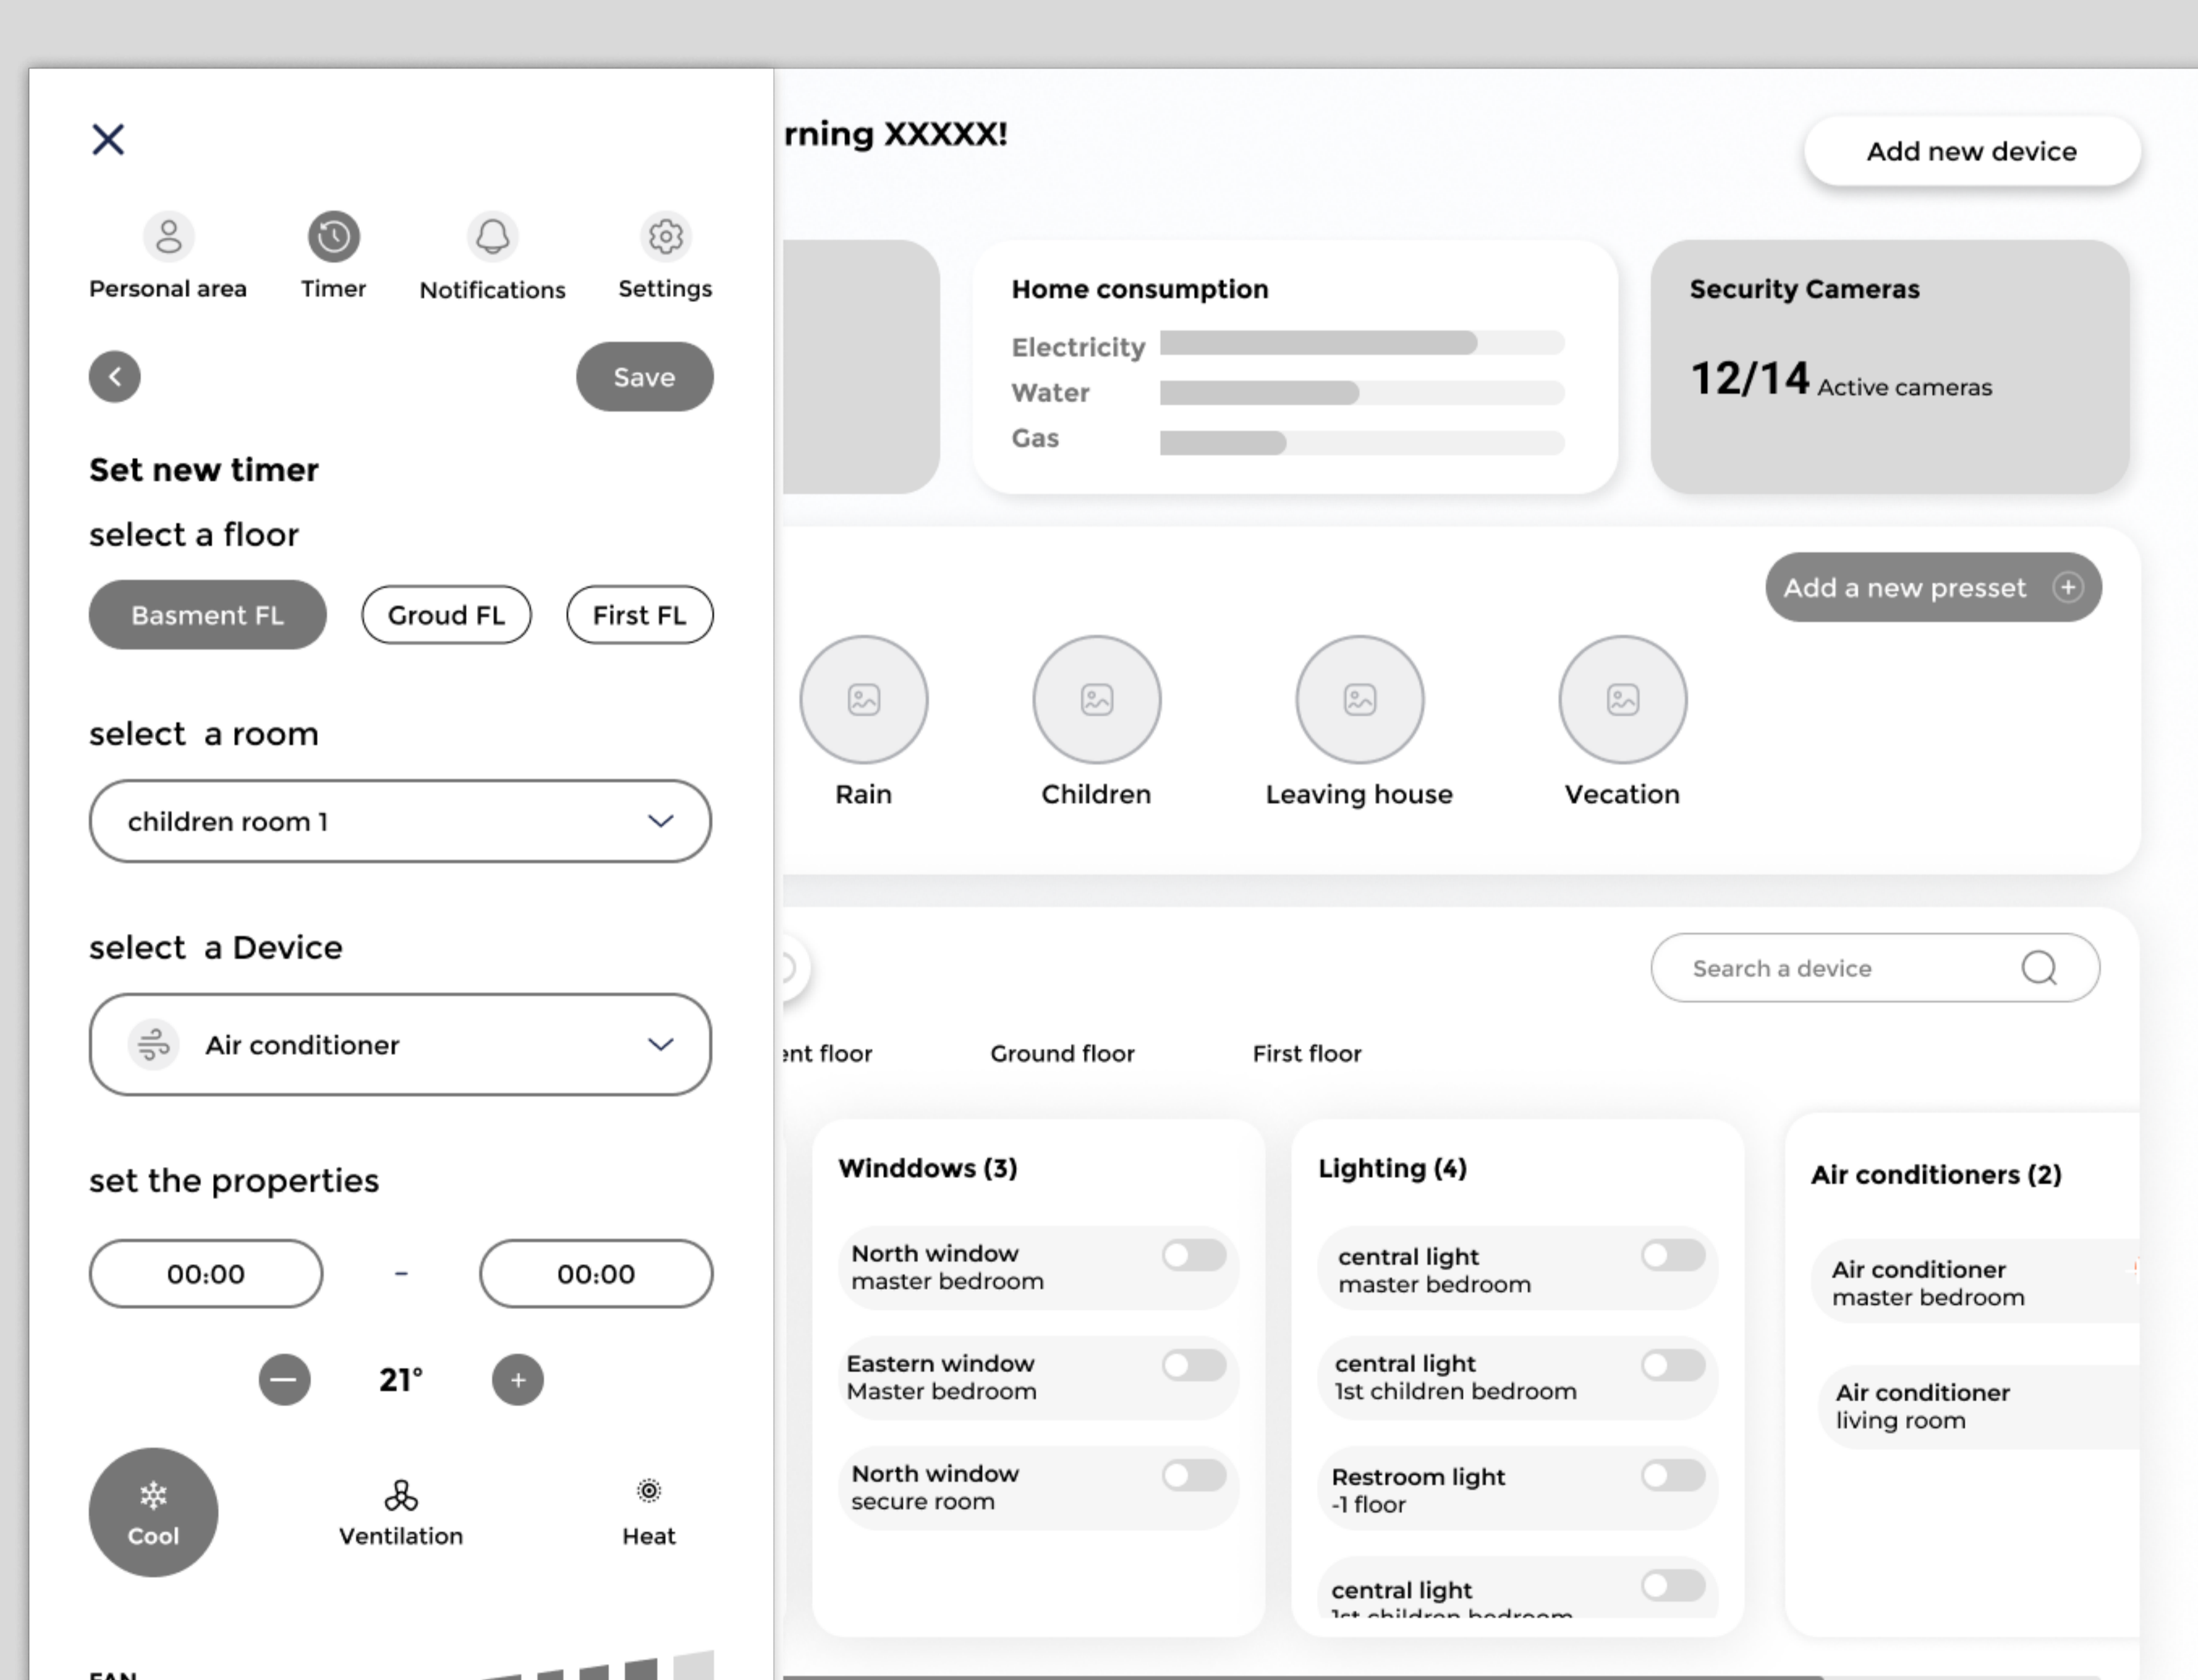 Personal area
Timer
Notifications
Settings
Save
Set new timer
select a floor
Basment FL
Groud FL
First FL
select  a room
children room 1
select  a Device
Air conditioner
set the properties
00:00
-
00:00
21°
Cool
Ventilation
Heat
FAN
rning XXXXX!
Add new device
Home consumption
Electricity
Water
Gas
Security Cameras
12/14 Active cameras
Add a new presset
Rain
Children
Leaving house
Vecation
Search a device
ent floor
Ground floor
First floor
Winddows (3)
North window
master bedroom
Eastern window
Master bedroom
North window
secure room
Lighting (4)
central light
master bedroom
central light
1st children bedroom
Restroom light
-1 floor
central light
1st children bedroom
Air conditioners (2)
Air conditioner
master bedroom
Air conditioner
living room